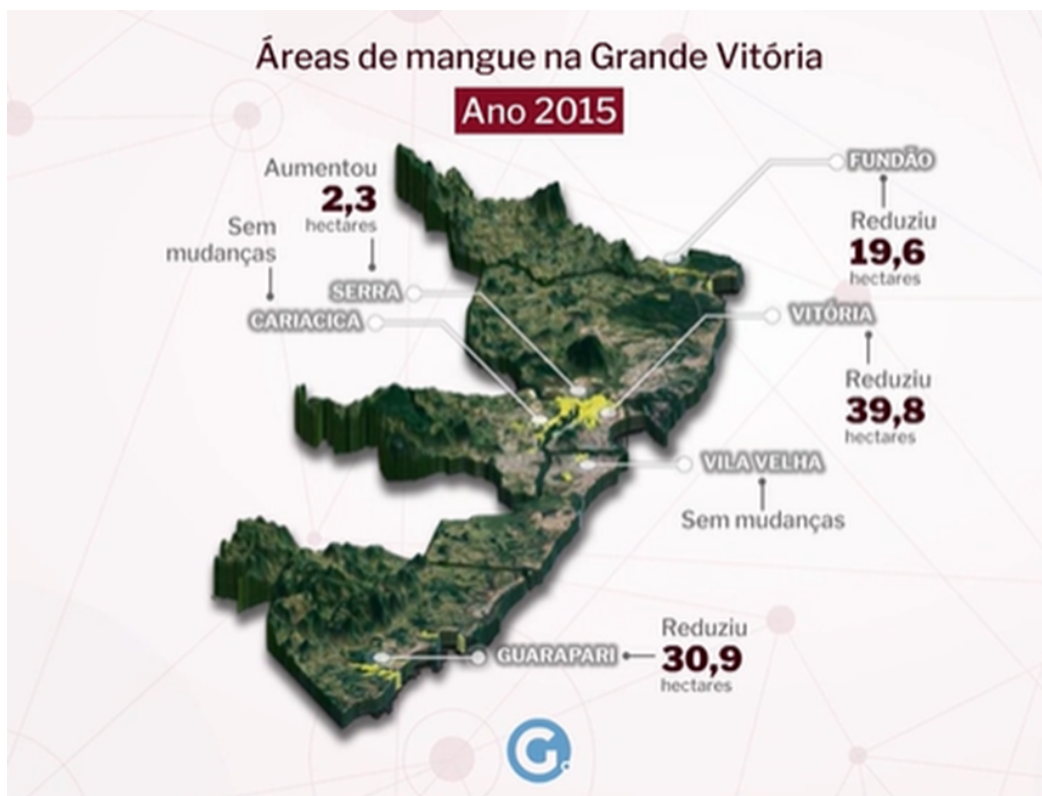 Áreas de mangue na Grande Vitória
Ano 2015
Aumentou
2,3
hectares
SERRA
Sem
mudanças
CARIACICA
FUNDÃO
Reduziu
19,6
hectares
VITÓRIA
Reduziu
39,8
hectares
VILA VELHA
Sem mudanças
GUARAPARI
Reduziu
30,9
hectares
G.